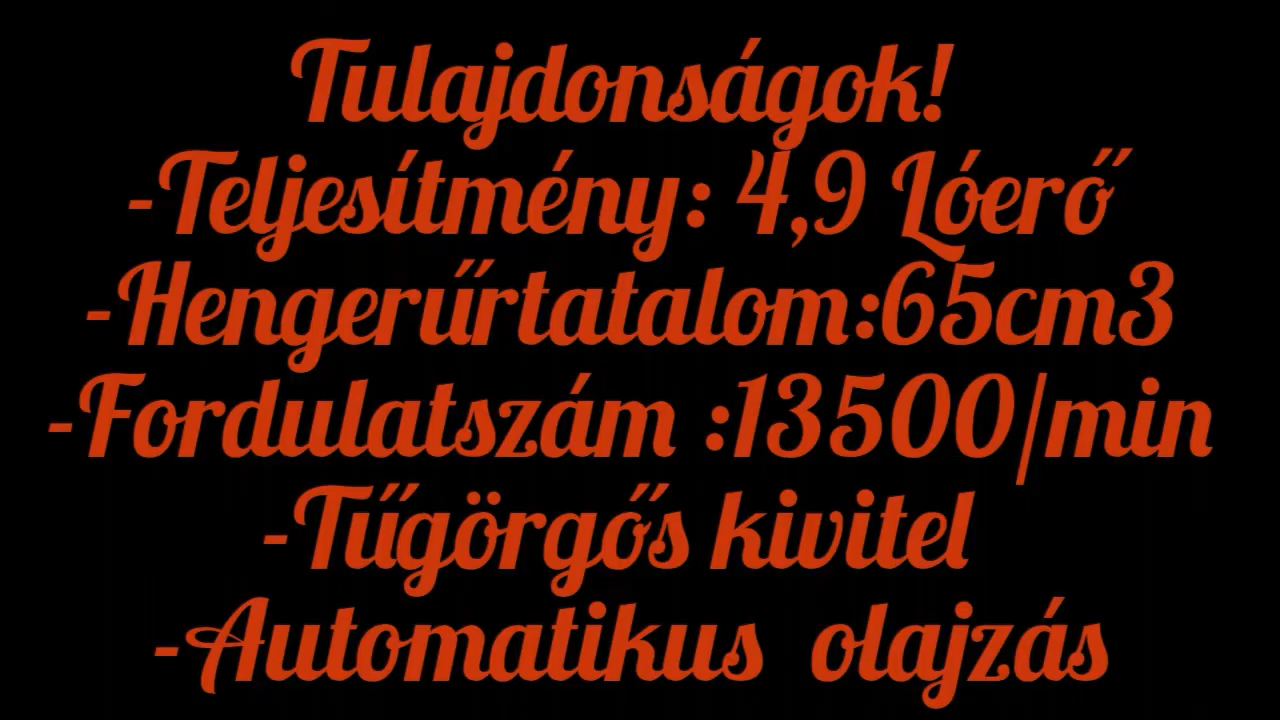 Tulajdonságok!
-Teljesítmény: 4,9 Lóerő
-Hengerűrtatalom:65cm3
-Fordulatszám :13500/min
-Tűgörgős kivitel
-Automatikus olajzás